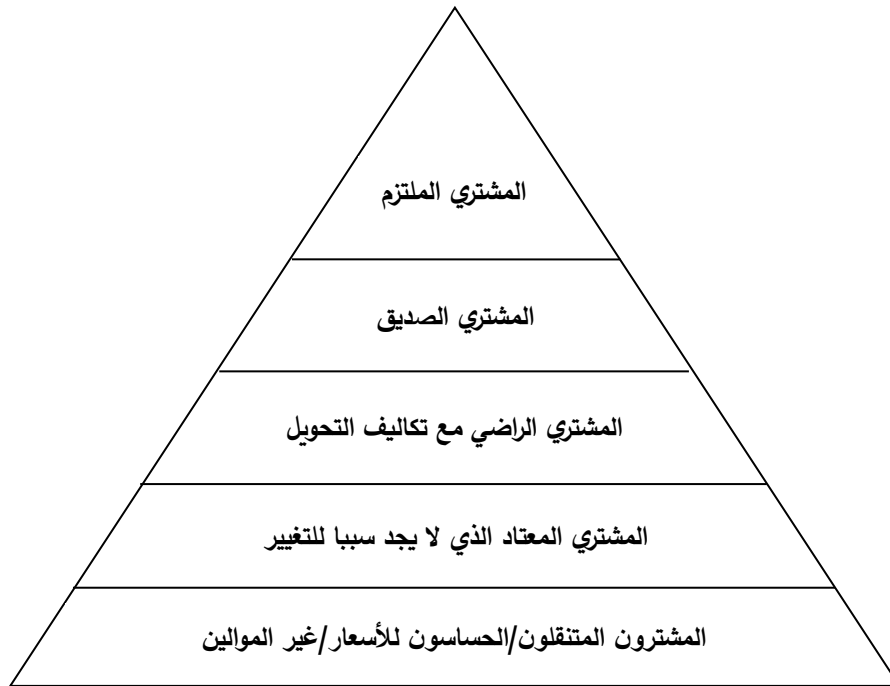 المشتري الملتزم
المشتري الصديق
المشتري الراضي مع تكاليف التحويل
المشتري المعتاد الذي لا يجد سببا للتغيير
المشترون المتنقلون/الحساسون للأسعار/غير الموالين